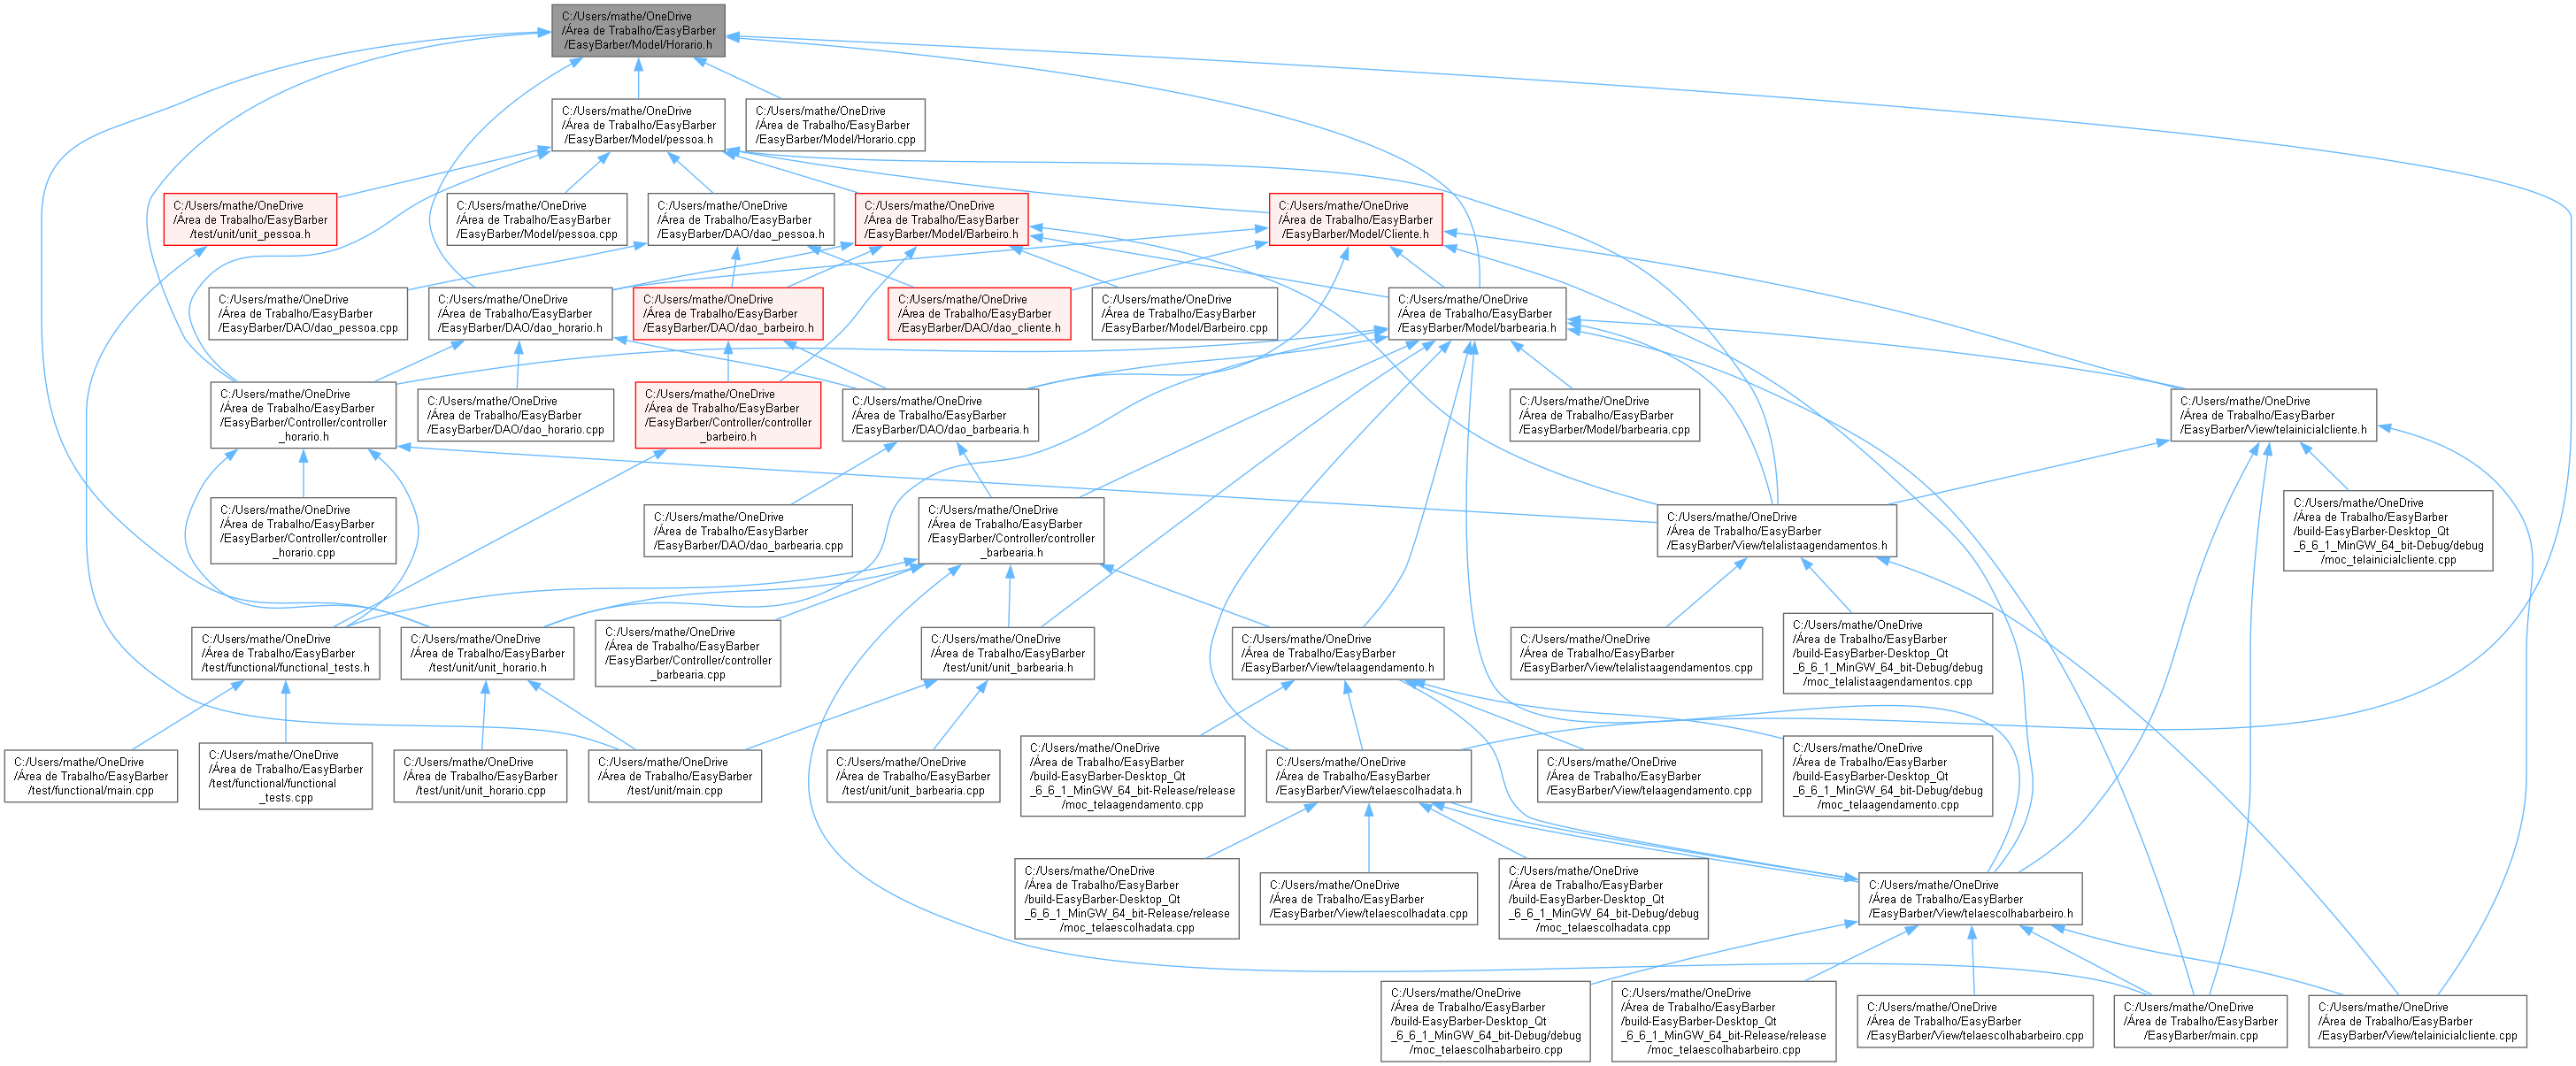 C:/Users/mathe/OneDrive
/Área de Trabalho/EasyBarber
/EasyBarber/Model/Horario.h
C:/Users/mathe/OneDrive
/Área de Trabalho/EasyBarber
/EasyBarber/Model/pessoa.h
C:/Users/mathe/OneDrive
/Área de Trabalho/EasyBarber
/EasyBarber/Model/Horario.cpp
C:/Users/mathe/OneDrive
/Área de Trabalho/EasyBarber
/test/unit/unit_pessoa.h
C:/Users/mathe/OneDrive
/Área de Trabalho/EasyBarber
/EasyBarber/Model/pessoa.cpp
C:/Users/mathe/OneDrive
/Área de Trabalho/EasyBarber
/EasyBarber/DAO/dao_pessoa.h
C:/Users/mathe/OneDrive
/Área de Trabalho/EasyBarber
/EasyBarber/Model/Barbeiro.h
C:/Users/mathe/OneDrive
/Área de Trabalho/EasyBarber
/EasyBarber/Model/Cliente.h
C:/Users/mathe/OneDrive
/Área de Trabalho/EasyBarber
/EasyBarber/DAO/dao_pessoa.cpp
C:/Users/mathe/OneDrive
/Área de Trabalho/EasyBarber
/EasyBarber/DAO/dao_horario.h
C:/Users/mathe/OneDrive
/Área de Trabalho/EasyBarber
/EasyBarber/DAO/dao_barbeiro.h
C:/Users/mathe/OneDrive
/Área de Trabalho/EasyBarber
/EasyBarber/DAO/dao_cliente.h
C:/Users/mathe/OneDrive
/Área de Trabalho/EasyBarber
/EasyBarber/Model/Barbeiro.cpp
C:/Users/mathe/OneDrive
/Área de Trabalho/EasyBarber
/EasyBarber/Model/barbearia.h
C:/Users/mathe/OneDrive
/Área de Trabalho/EasyBarber
/EasyBarber/Controller/controller
_horario.h
C:/Users/mathe/OneDrive
/Área de Trabalho/EasyBarber
/EasyBarber/DAO/dao_horario.cpp
C:/Users/mathe/OneDrive
/Área de Trabalho/EasyBarber
/EasyBarber/Controller/controller
_barbeiro.h
C:/Users/mathe/OneDrive
/Área de Trabalho/EasyBarber
/EasyBarber/DAO/dao_barbearia.h
C:/Users/mathe/OneDrive
/Área de Trabalho/EasyBarber
/EasyBarber/Model/barbearia.cpp
C:/Users/mathe/OneDrive
/Área de Trabalho/EasyBarber
/EasyBarber/View/telainicialcliente.h
C:/Users/mathe/OneDrive
/Área de Trabalho/EasyBarber
/EasyBarber/Controller/controller
_horario.cpp
C:/Users/mathe/OneDrive
/Área de Trabalho/EasyBarber
/EasyBarber/DAO/dao_barbearia.cpp
C:/Users/mathe/OneDrive
/Área de Trabalho/EasyBarber
/EasyBarber/Controller/controller
_barbearia.h
C:/Users/mathe/OneDrive
/Área de Trabalho/EasyBarber
/EasyBarber/View/telalistaagendamentos.h
C:/Users/mathe/OneDrive
/Área de Trabalho/EasyBarber
/build-EasyBarber-Desktop_Qt
_6_6_1_MinGW_64_bit-Debug/debug
/moc_telainicialcliente.cpp
C:/Users/mathe/OneDrive
/Área de Trabalho/EasyBarber
/test/functional/functional_tests.h
C:/Users/mathe/OneDrive
/Área de Trabalho/EasyBarber
/test/unit/unit_horario.h
C:/Users/mathe/OneDrive
/Área de Trabalho/EasyBarber
/EasyBarber/Controller/controller
_barbearia.cpp
C:/Users/mathe/OneDrive
/Área de Trabalho/EasyBarber
/test/unit/unit_barbearia.h
C:/Users/mathe/OneDrive
/Área de Trabalho/EasyBarber
/EasyBarber/View/telaagendamento.h
C:/Users/mathe/OneDrive
/Área de Trabalho/EasyBarber
/EasyBarber/View/telalistaagendamentos.cpp
C:/Users/mathe/OneDrive
/Área de Trabalho/EasyBarber
/build-EasyBarber-Desktop_Qt
_6_6_1_MinGW_64_bit-Debug/debug
/moc_telalistaagendamentos.cpp
C:/Users/mathe/OneDrive
/Área de Trabalho/EasyBarber
/test/functional/main.cpp
C:/Users/mathe/OneDrive
/Área de Trabalho/EasyBarber
/test/functional/functional
_tests.cpp
C:/Users/mathe/OneDrive
/Área de Trabalho/EasyBarber
/test/unit/unit_horario.cpp
C:/Users/mathe/OneDrive
/Área de Trabalho/EasyBarber
/test/unit/main.cpp
C:/Users/mathe/OneDrive
/Área de Trabalho/EasyBarber
/test/unit/unit_barbearia.cpp
C:/Users/mathe/OneDrive
/Área de Trabalho/EasyBarber
/build-EasyBarber-Desktop_Qt
_6_6_1_MinGW_64_bit-Release/release
/moc_telaagendamento.cpp
C:/Users/mathe/OneDrive
/Área de Trabalho/EasyBarber
/EasyBarber/View/telaescolhadata.h
C:/Users/mathe/OneDrive
/Área de Trabalho/EasyBarber
/EasyBarber/View/telaagendamento.cpp
C:/Users/mathe/OneDrive
/Área de Trabalho/EasyBarber
/build-EasyBarber-Desktop_Qt
_6_6_1_MinGW_64_bit-Debug/debug
/moc_telaagendamento.cpp
C:/Users/mathe/OneDrive
/Área de Trabalho/EasyBarber
/build-EasyBarber-Desktop_Qt
_6_6_1_MinGW_64_bit-Release/release
/moc_telaescolhadata.cpp
C:/Users/mathe/OneDrive
/Área de Trabalho/EasyBarber
/EasyBarber/View/telaescolhadata.cpp
C:/Users/mathe/OneDrive
/Área de Trabalho/EasyBarber
/build-EasyBarber-Desktop_Qt
_6_6_1_MinGW_64_bit-Debug/debug
/moc_telaescolhadata.cpp
C:/Users/mathe/OneDrive
/Área de Trabalho/EasyBarber
/EasyBarber/View/telaescolhabarbeiro.h
C:/Users/mathe/OneDrive
/Área de Trabalho/EasyBarber
/build-EasyBarber-Desktop_Qt
_6_6_1_MinGW_64_bit-Debug/debug
/moc_telaescolhabarbeiro.cpp
C:/Users/mathe/OneDrive
/Área de Trabalho/EasyBarber
/build-EasyBarber-Desktop_Qt
_6_6_1_MinGW_64_bit-Release/release
/moc_telaescolhabarbeiro.cpp
C:/Users/mathe/OneDrive
/Área de Trabalho/EasyBarber
/EasyBarber/View/telaescolhabarbeiro.cpp
C:/Users/mathe/OneDrive
/Área de Trabalho/EasyBarber
/EasyBarber/main.cpp
C:/Users/mathe/OneDrive
/Área de Trabalho/EasyBarber
/EasyBarber/View/telainicialcliente.cpp